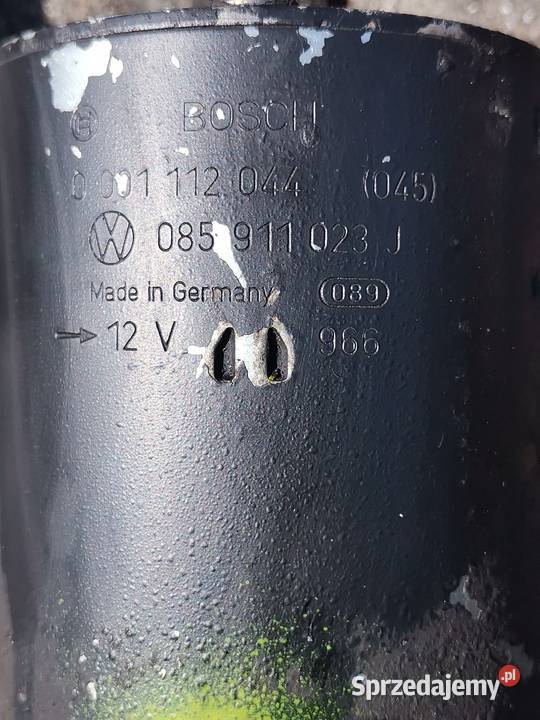 BOSCH
0 001 112 044 (045)
085 911 023 J
Made in Germany 089
12 V 966
Sprzedajemy.pl